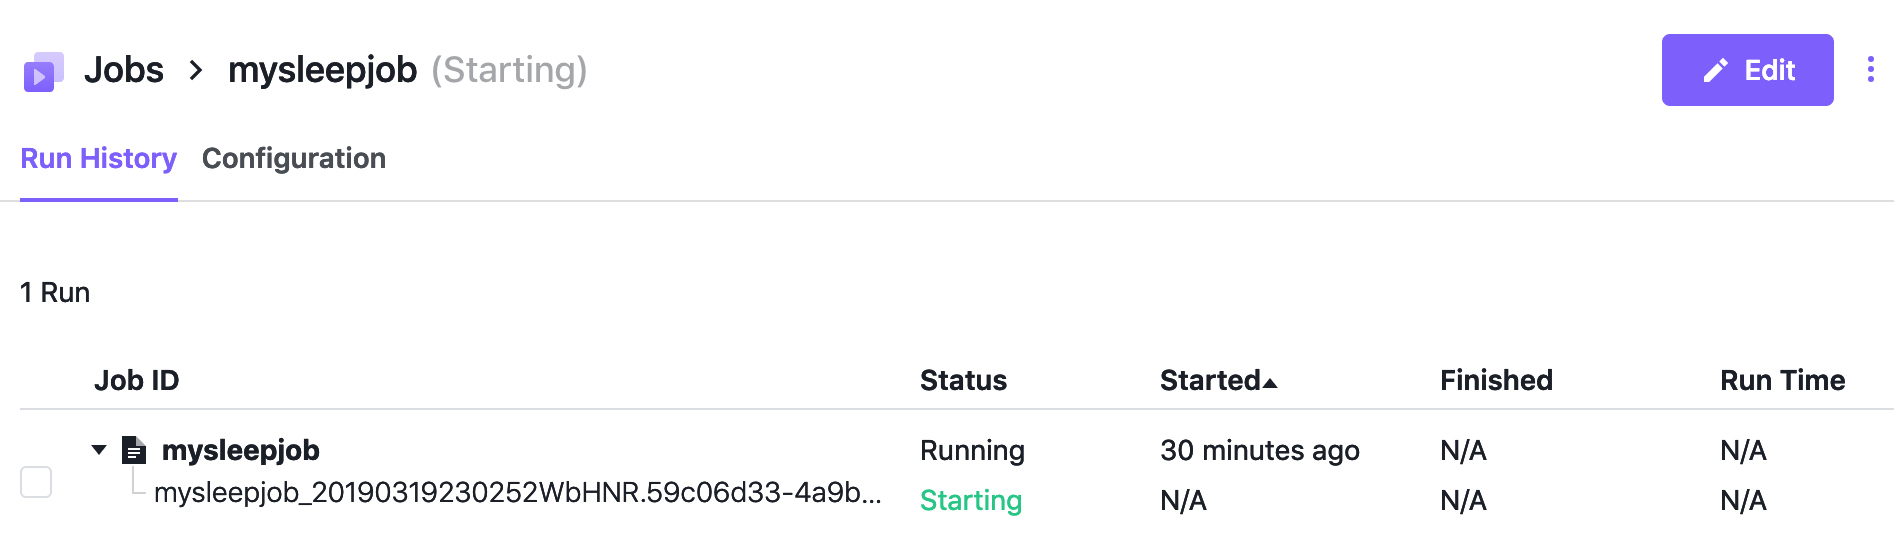 Jobs > mysleepjob (Starting)
Edit
Run History Configuration
1 Run
Job ID Status Started Finished Run Time
mysleepjob Running 30 minutes ago N/A N/A
mysleepjob_20190319230252WbHNR.59c06d33-4a9b... Starting N/A N/A N/A